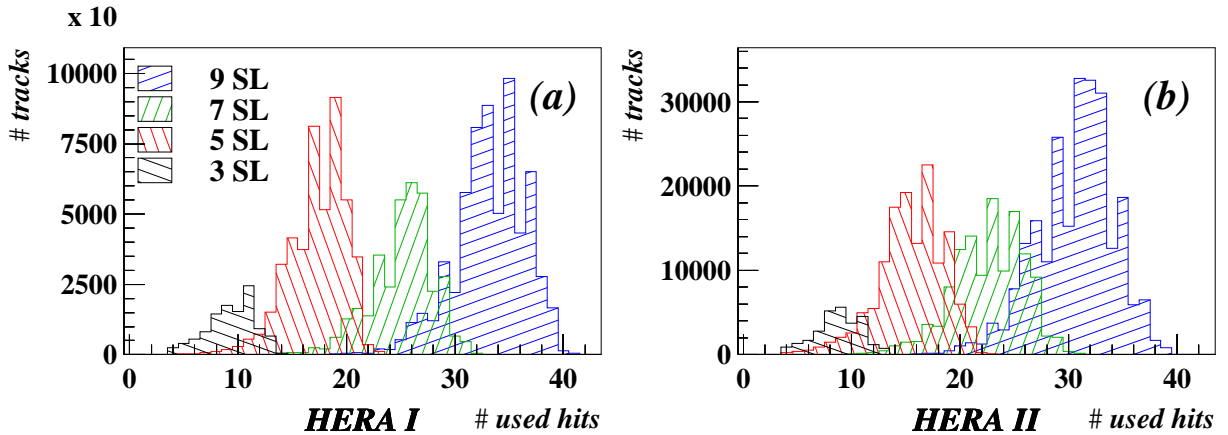 x 10
# tracks
10000
7500
5000
2500
0
9 SL
7 SL
5 SL
3 SL
(a)
0 10 20 30 40
HERA I # used hits
# tracks
30000
20000
10000
0
(b)
0 10 20 30 40
HERA II # used hits